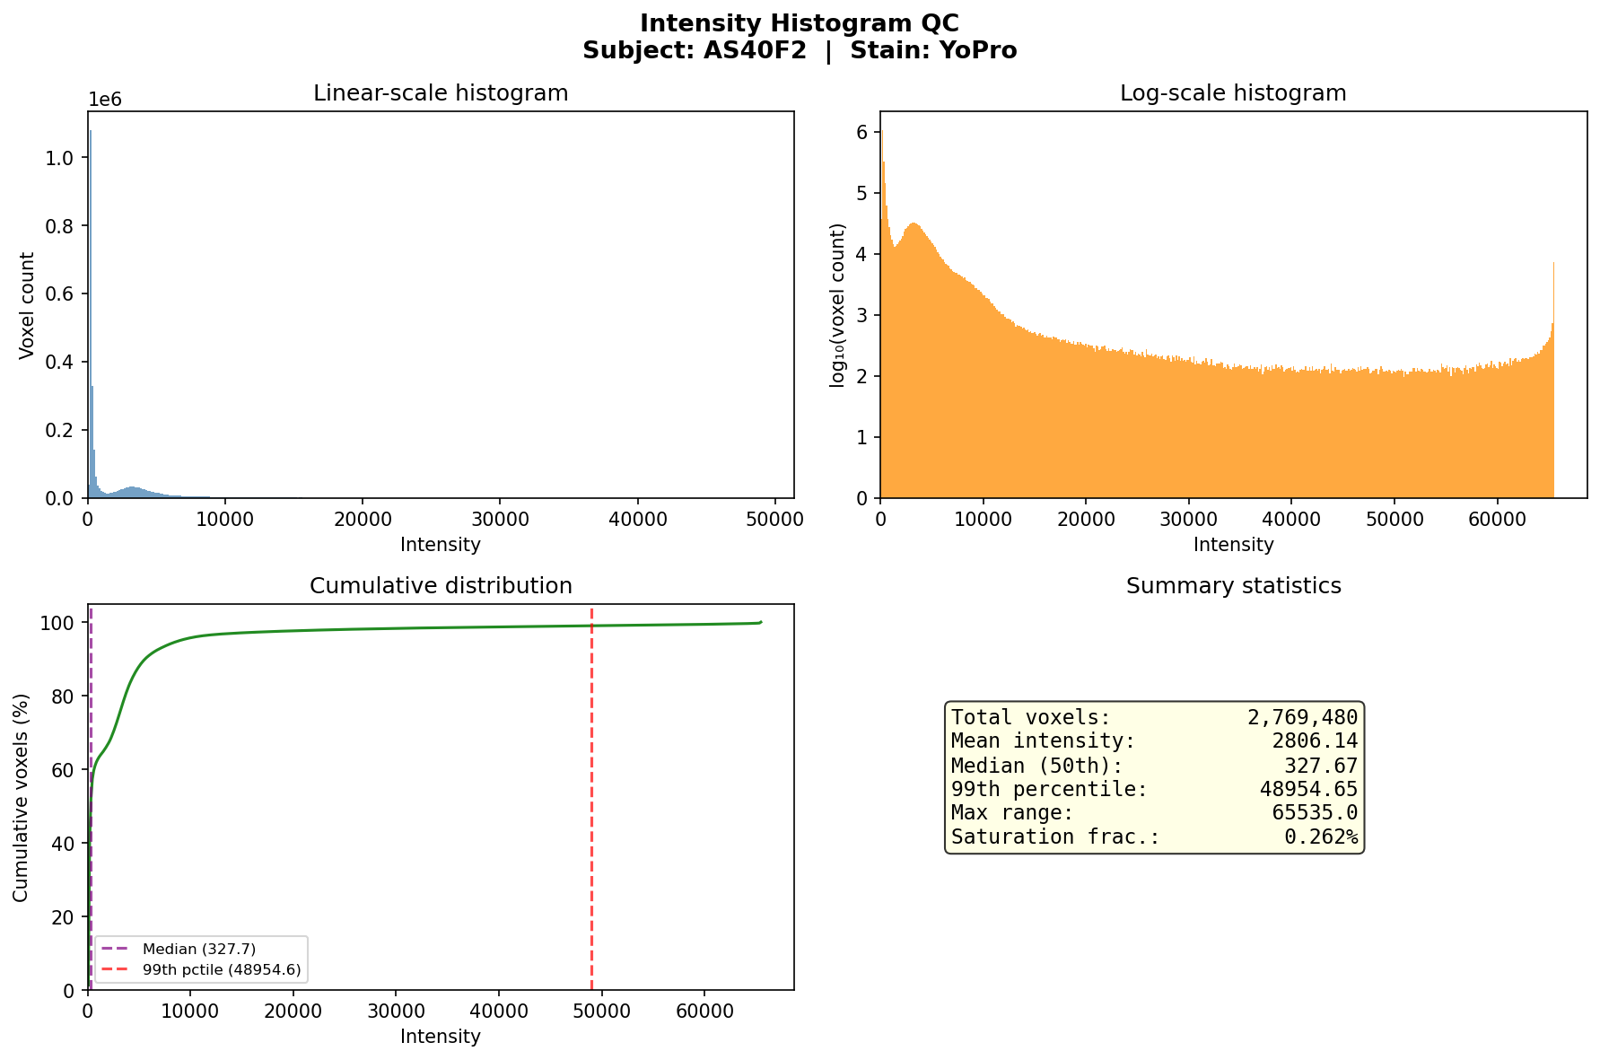 Intensity Histogram QC
Subject: AS40F2 | Stain: YoPro
Linear-scale histogram
1e6
1.0
0.8
0.6
0.4
0.2
0.0
Voxel count
0 10000 20000 30000 40000 50000
Intensity
Log-scale histogram
6
5
4
3
2
1
0
log₁₀(voxel count)
0 10000 20000 30000 40000 50000 60000
Intensity
Cumulative distribution
100
80
60
40
20
0
Cumulative voxels (%)
Median (327.7)
99th pctile (48954.6)
0 10000 20000 30000 40000 50000 60000
Intensity
Summary statistics
Total voxels: 2,769,480
Mean intensity: 2806.14
Median (50th): 327.67
99th percentile: 48954.65
Max range: 65535.0
Saturation frac.: 0.262%